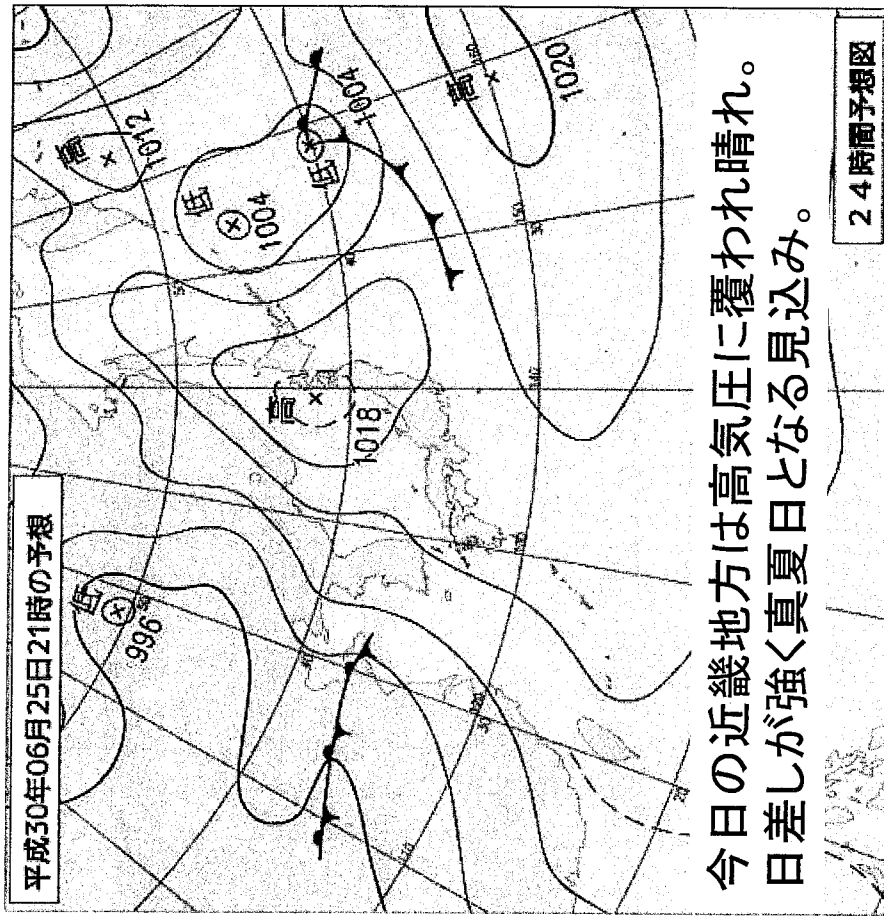 平成30年06月25日21時の予想
低
996
高
1018
低
1004
低
1004
高
1012
高
1020
今日の近畿地方は高気圧に覆われ晴れ。
日差しが強く真夏日となる見込み。
24時間予想図